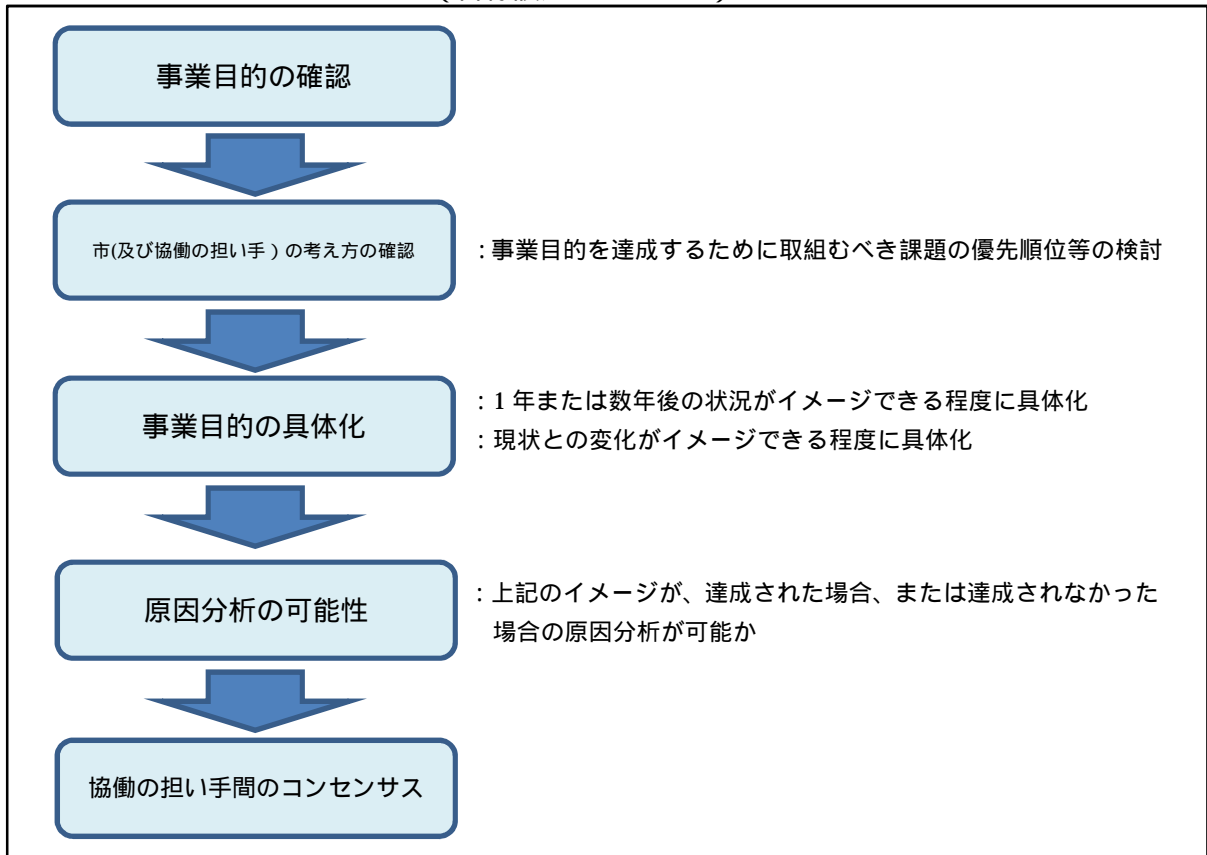 事業目的の確認
市(及び協働の担い手)の考え方の確認
:事業目的を達成するために取組むべき課題の優先順位等の検討
事業目的の具体化
:1年または数年後の状況がイメージできる程度に具体化
:現状との変化がイメージできる程度に具体化
原因分析の可能性
:上記のイメージが、達成された場合、または達成されなかった
場合の原因分析が可能か
協働の担い手間のコンセンサス